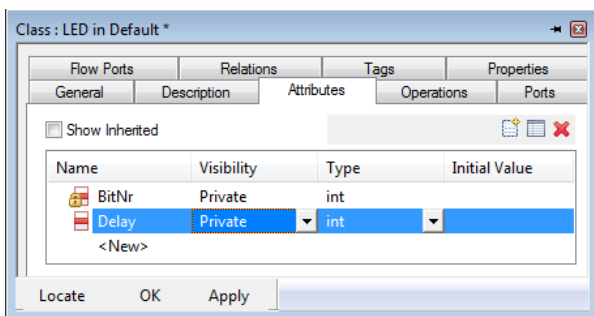 Class : LED in Default *
Flow Ports Relations Tags Properties
General Description Attributes Operations Ports
Show Inherited
Name Visibility Type Initial Value
BitNr Private int
Delay Private int
<New>
Locate OK Apply